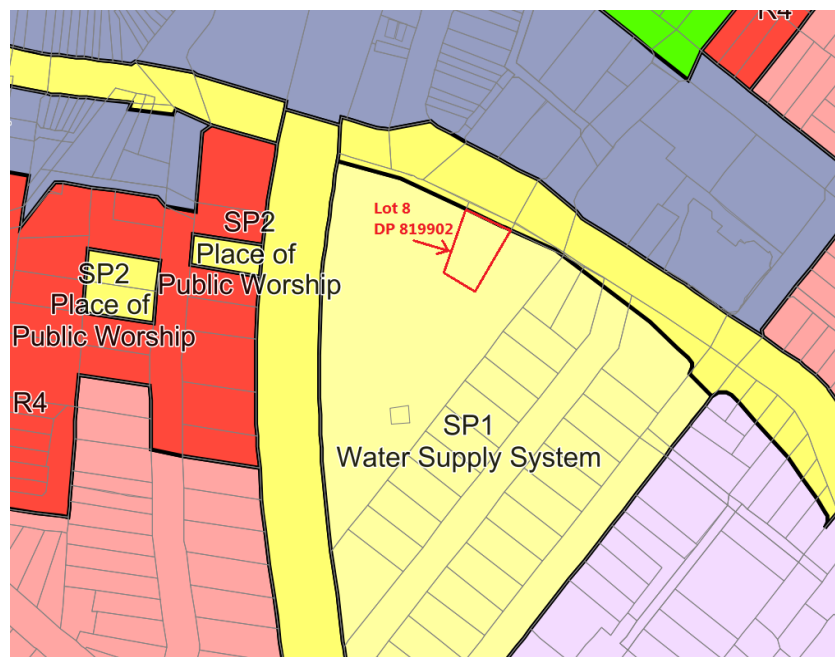 R4
Lot 8
DP 819902
SP2
Place of
Public Worship
SP2
Place of
Public Worship
R4
SP1
Water Supply System